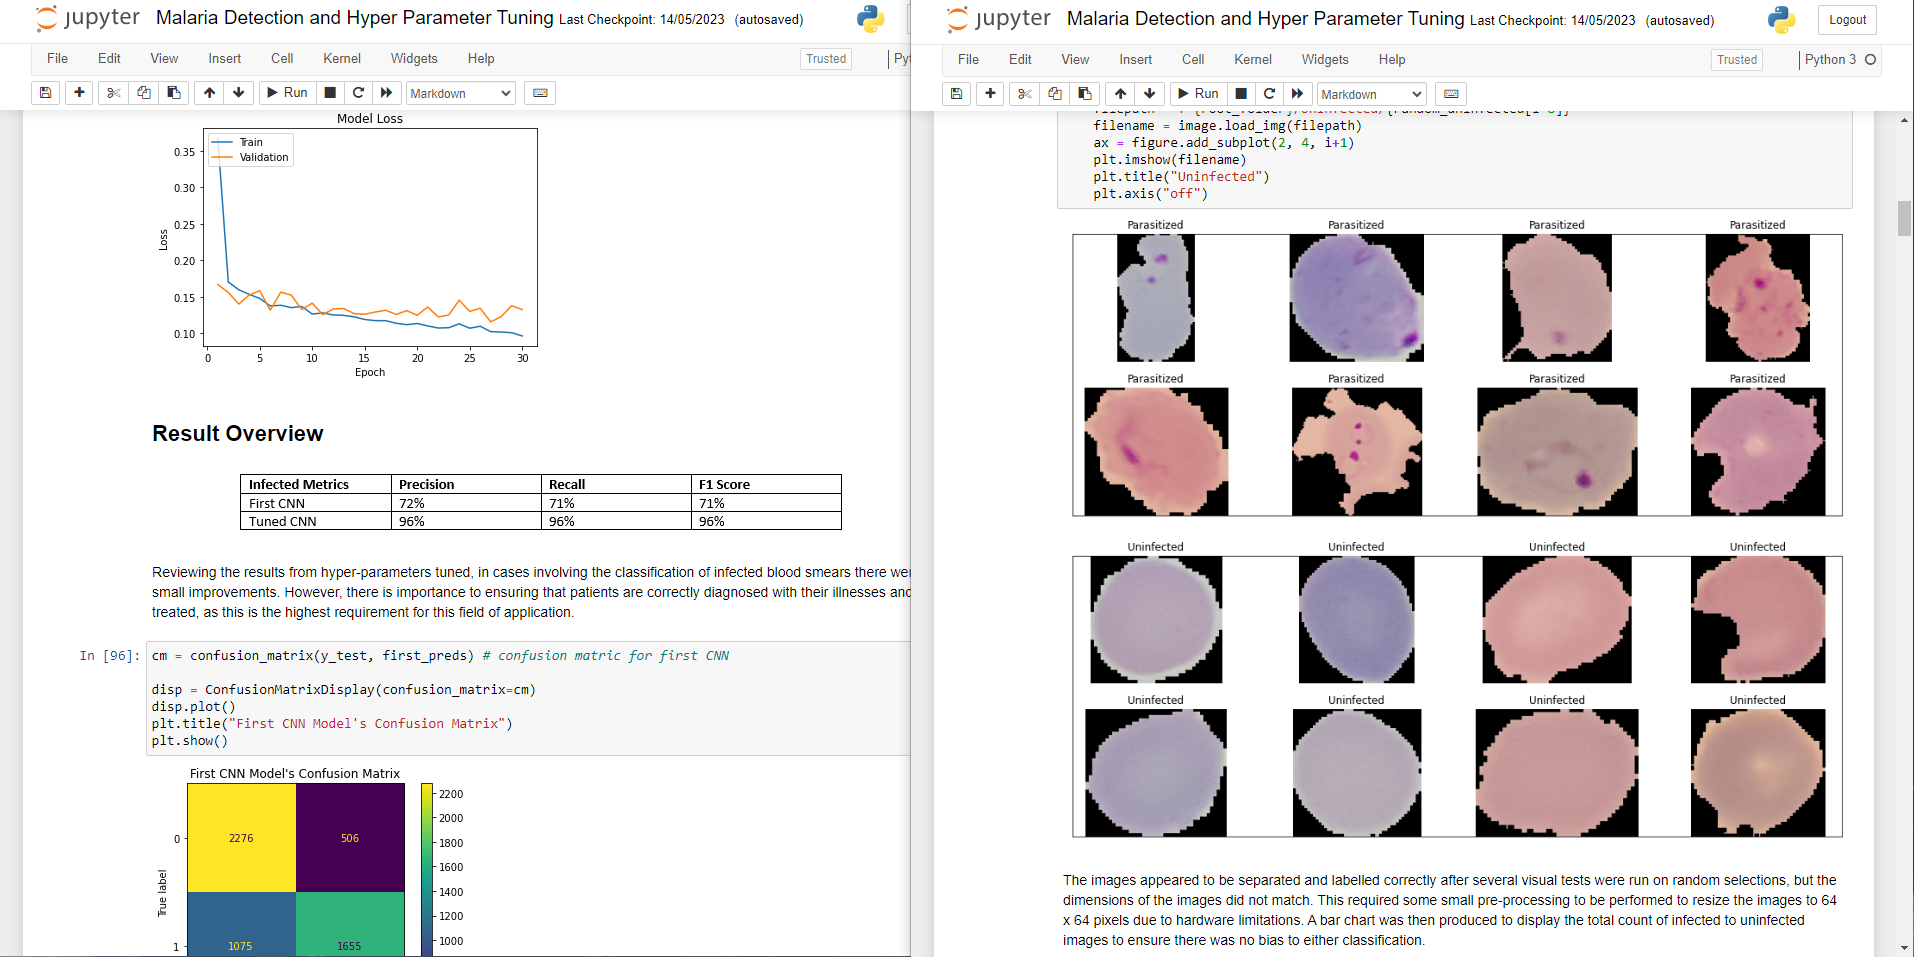 jupyter Malaria Detection and Hyper Parameter Tuning Last Checkpoint: 14/05/2023 (autosaved)
File Edit View Insert Cell Kernel Widgets Help Trusted Py
Run Markdown
Model Loss
Train
Validation
0.35
0.30
0.25
0.20
0.15
0.10
Loss
0 5 10 15 20 25 30
Epoch
Result Overview
Infected Metrics Precision Recall F1 Score
First CNN 72% 71% 71%
Tuned CNN 96% 96% 96%
Reviewing the results from hyper-parameters tuned, in cases involving the classification of infected blood smears there wer
small improvements. However, there is importance to ensuring that patients are correctly diagnosed with their illnesses and
treated, as this is the highest requirement for this field of application.
In [96]: cm = confusion_matrix(y_test, first_preds) # confusion matric for first CNN
disp = ConfusionMatrixDisplay(confusion_matrix=cm)
disp.plot()
plt.title("First CNN Model's Confusion Matrix")
plt.show()
First CNN Model's Confusion Matrix
0 2276 506
1 1075 1655
True label
2200
2000
1800
1600
1400
1200
1000
jupyter Malaria Detection and Hyper Parameter Tuning Last Checkpoint: 14/05/2023 (autosaved) Logout
File Edit View Insert Cell Kernel Widgets Help Trusted Python 3
Run Markdown
filename = image.load_img(filepath)
ax = figure.add_subplot(2, 4, i+1)
plt.imshow(filename)
plt.title("Uninfected")
plt.axis("off")
Parasitized Parasitized Parasitized Parasitized
Parasitized Parasitized Parasitized Parasitized
Uninfected Uninfected Uninfected Uninfected
Uninfected Uninfected Uninfected Uninfected
The images appeared to be separated and labelled correctly after several visual tests were run on random selections, but the
dimensions of the images did not match. This required some small pre-processing to be performed to resize the images to 64
x 64 pixels due to hardware limitations. A bar chart was then produced to display the total count of infected to uninfected
images to ensure there was no bias to either classification.